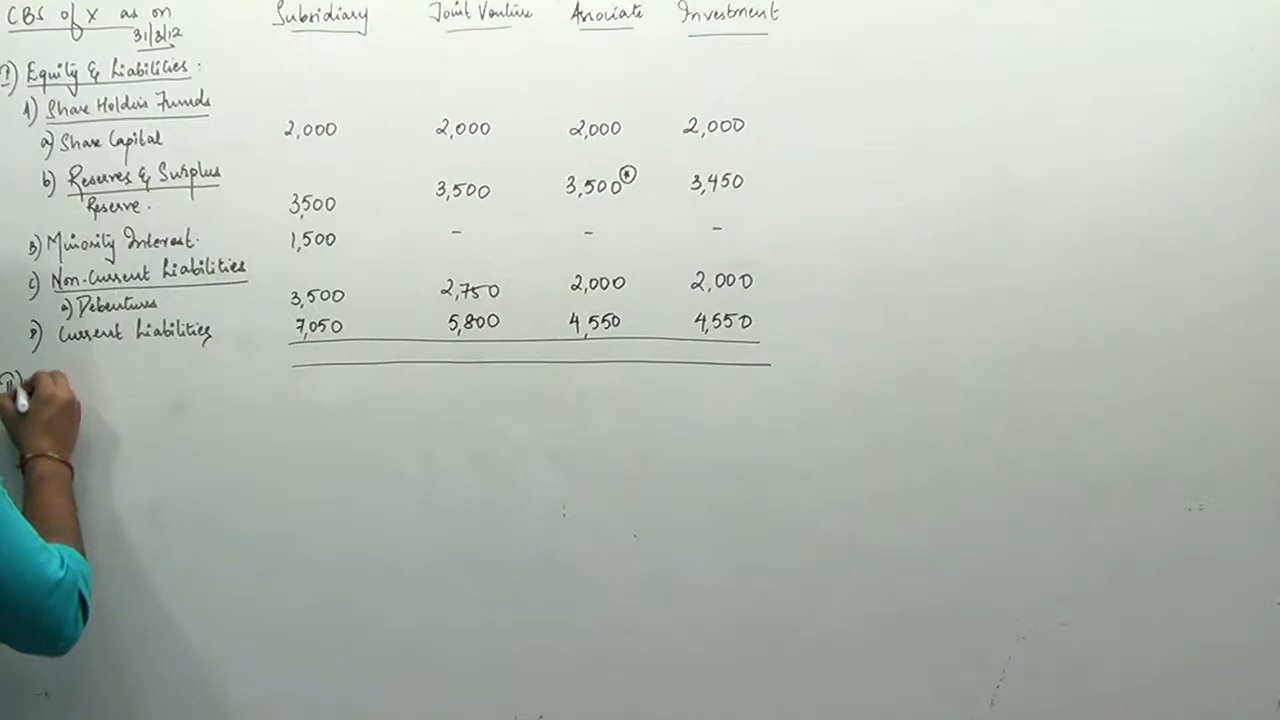 CBS of X as on Subsidiary Joint Venture Associate Investment
31/3/12
I) Equity & Liabilities :
1) Share Holders Funds
a) Share Capital 2,000 2,000 2,000 2,000
b) Reserves & Surplus
Reserve. 3,500 3,500 3,500* 3,450
B) Minority Interest. 1,500 - - -
C) Non-Current Liabilities
a) Debentures 3,500 2,750 2,000 2,000
D) Current Liabilities 7,050 5,800 4,550 4,550
II)